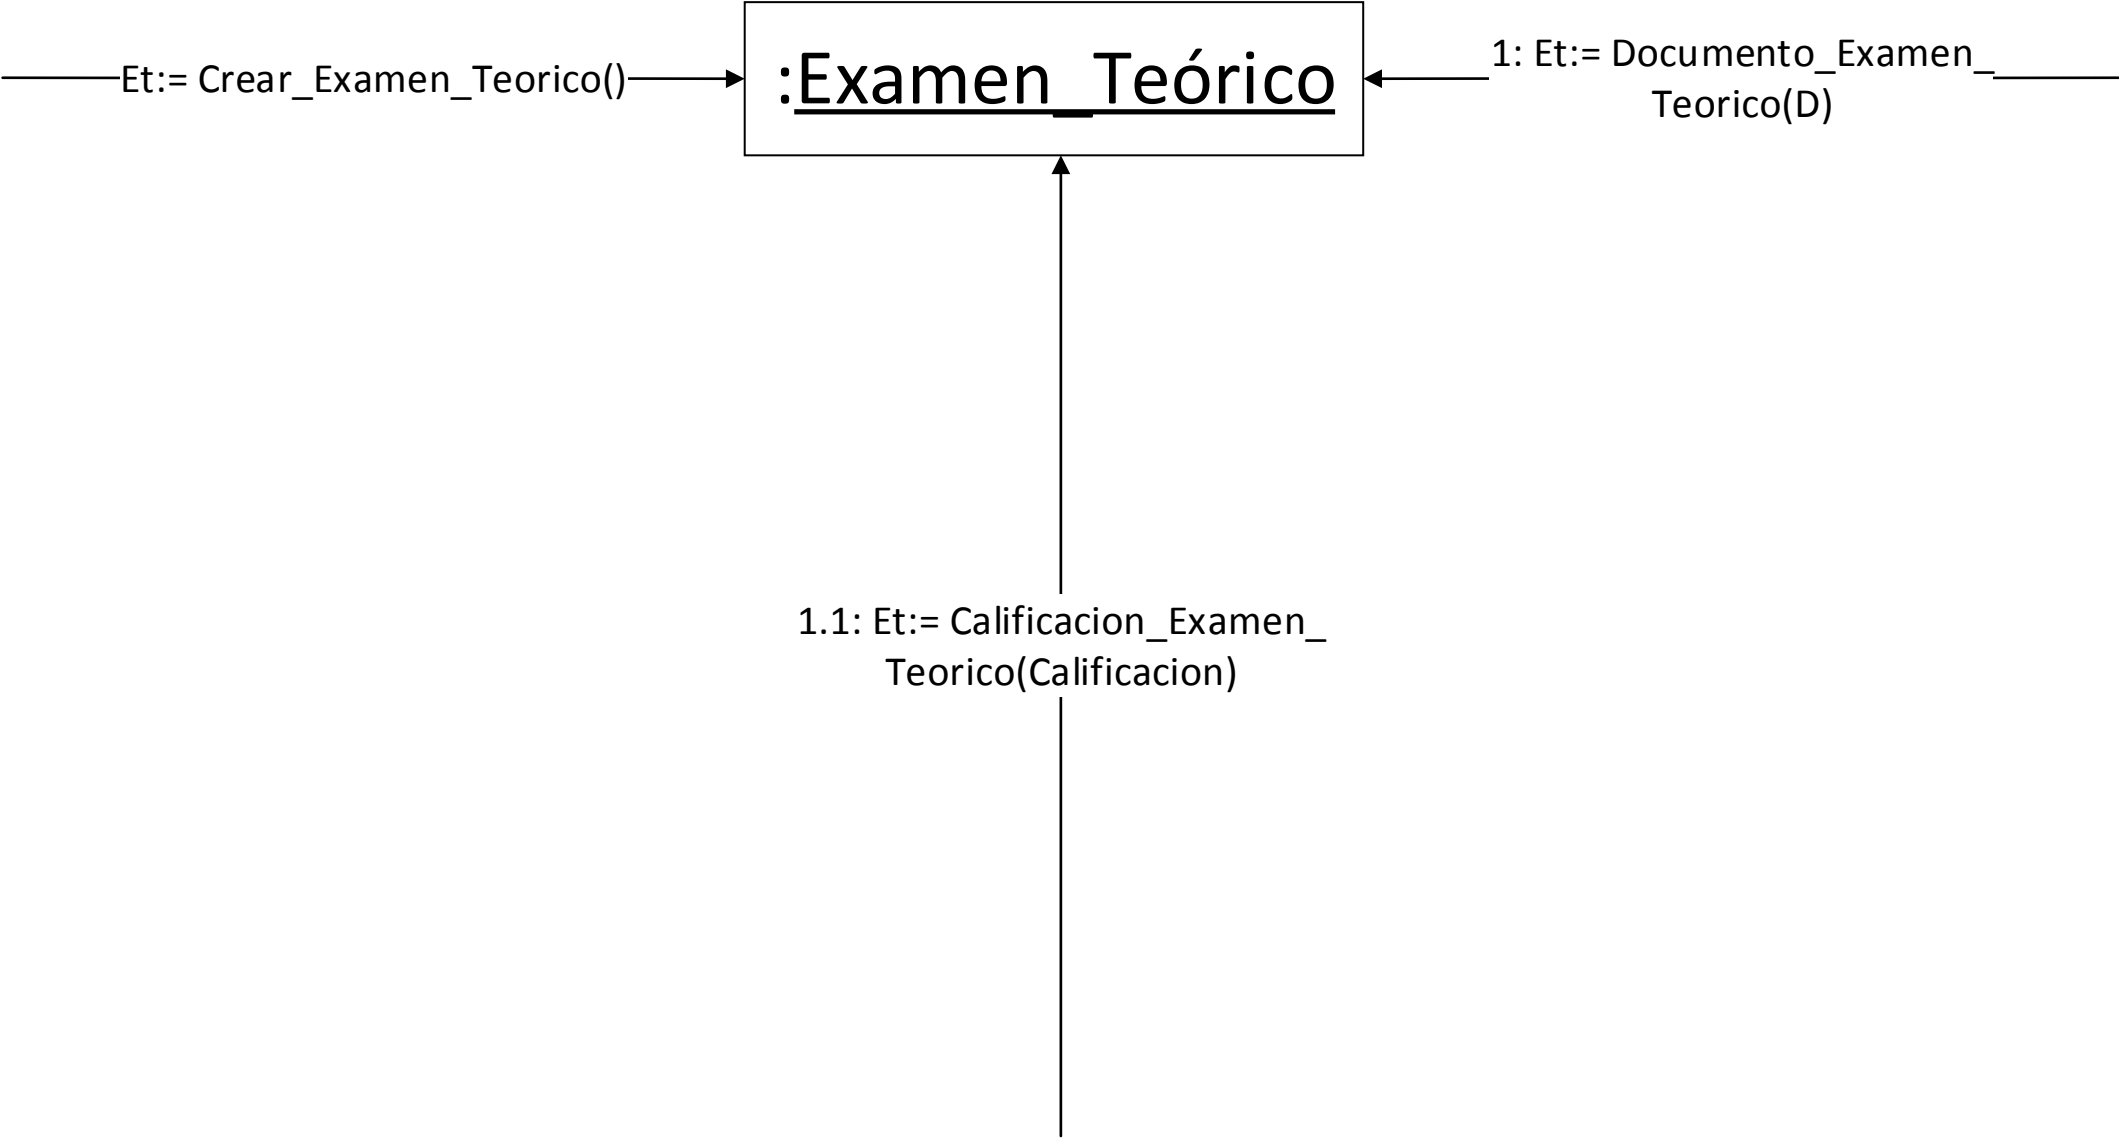 Et:= Crear_Examen_Teorico()
:Examen_Teórico
1: Et:= Documento_Examen_
Teorico(D)
1.1: Et:= Calificacion_Examen_
Teorico(Calificacion)